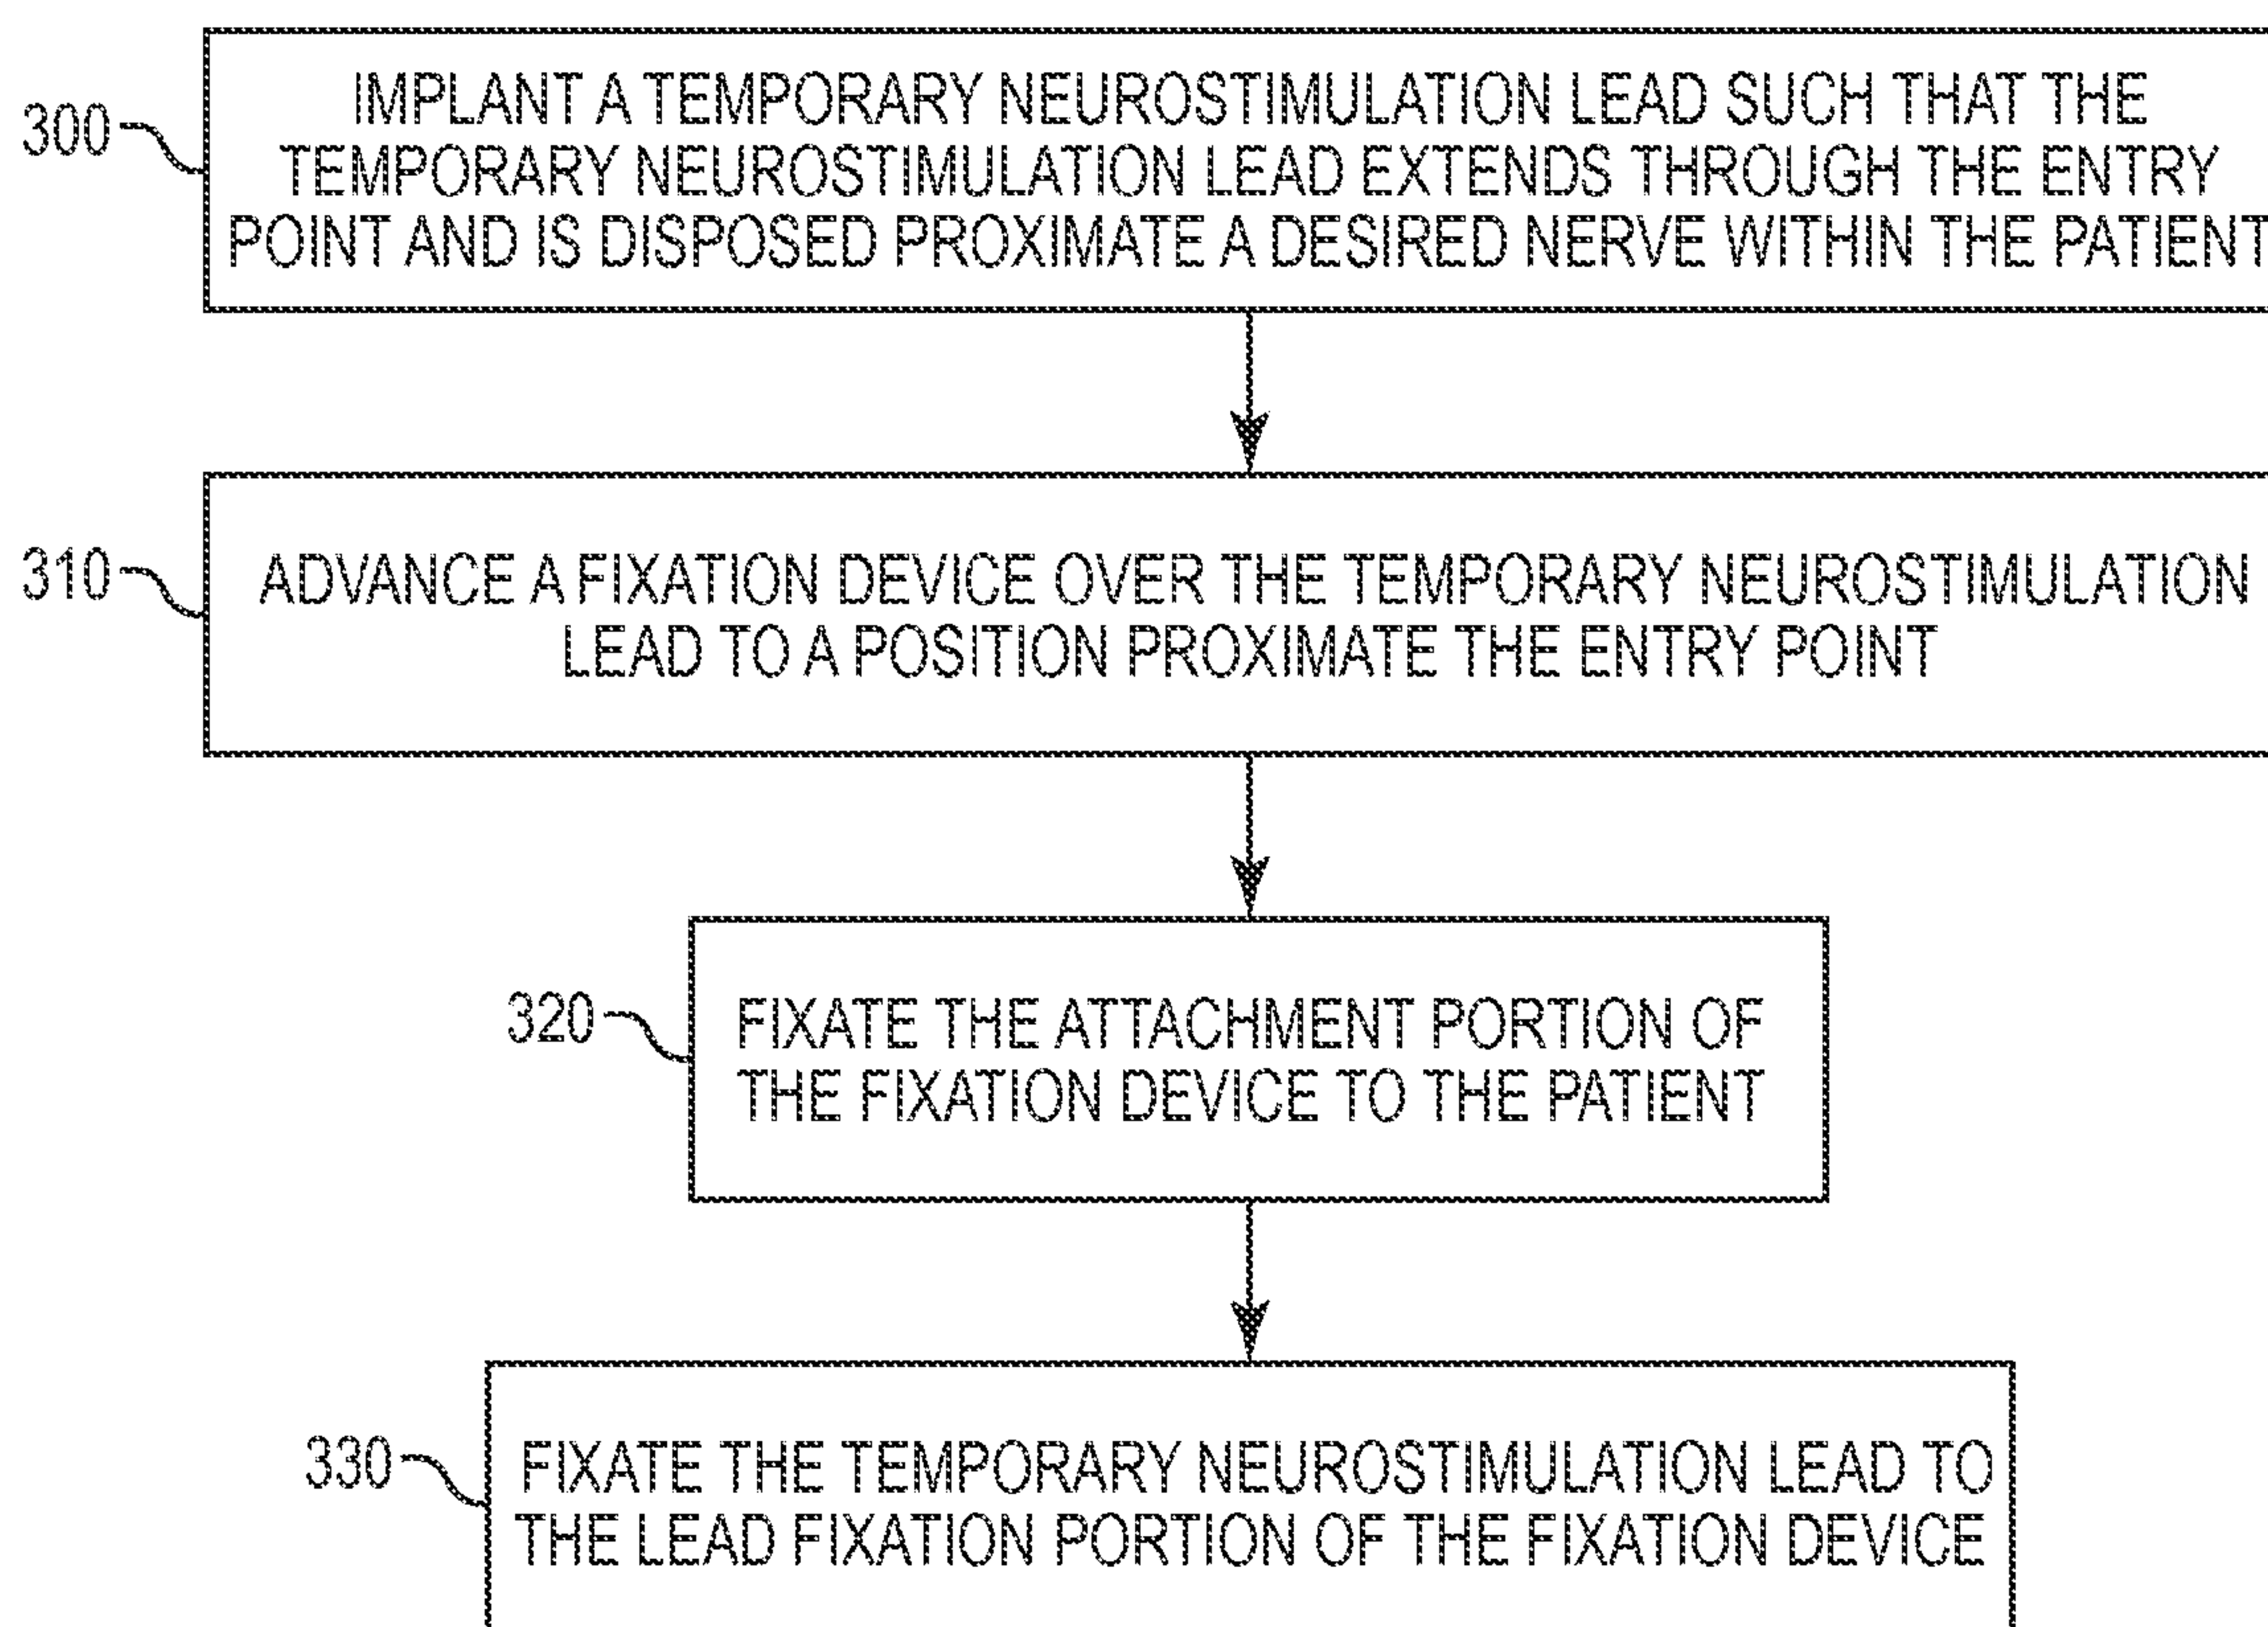 300
IMPLANT A TEMPORARY NEUROSTIMULATION LEAD SUCH THAT THE
TEMPORARY NEUROSTIMULATION LEAD EXTENDS THROUGH THE ENTRY
POINT AND IS DISPOSED PROXIMATE A DESIRED NERVE WITHIN THE PATIENT
310
ADVANCE A FIXATION DEVICE OVER THE TEMPORARY NEUROSTIMULATION
LEAD TO A POSITION PROXIMATE THE ENTRY POINT
320
FIXATE THE ATTACHMENT PORTION OF
THE FIXATION DEVICE TO THE PATIENT
330
FIXATE THE TEMPORARY NEUROSTIMULATION LEAD TO
THE LEAD FIXATION PORTION OF THE FIXATION DEVICE